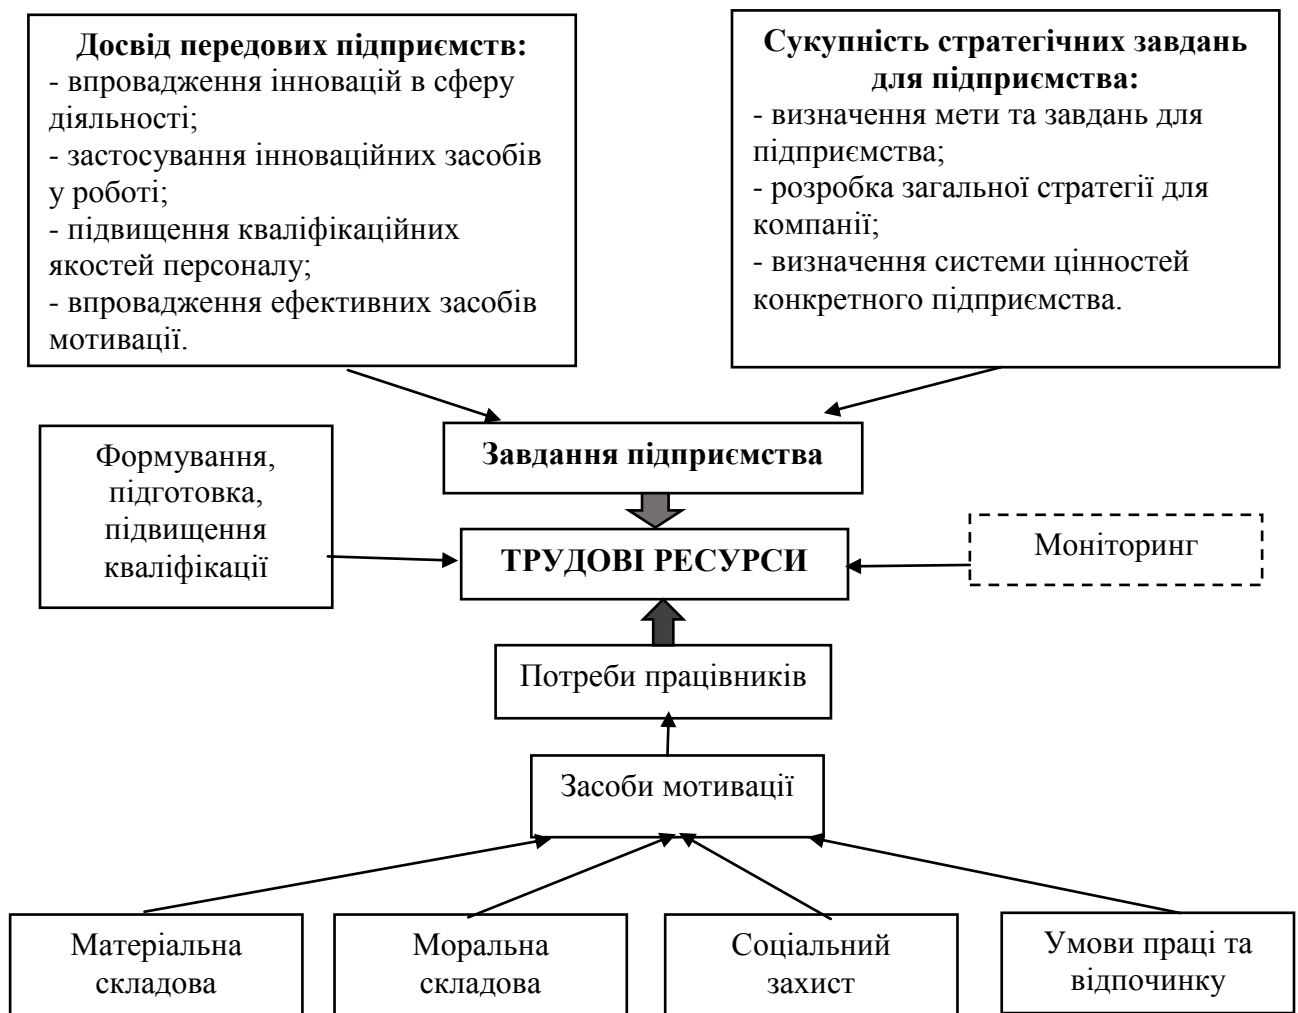 Досвід передових підприємств:
- впровадження інновацій в сферу
діяльності;
- застосування інноваційних засобів
у роботі;
- підвищення кваліфікаційних
якостей персоналу;
- впровадження ефективних засобів
мотивації.
Сукупність стратегічних завдань
для підприємства:
- визначення мети та завдань для
підприємства;
- розробка загальної стратегії для
компанії;
- визначення системи цінностей
конкретного підприємства.
Завдання підприємства
Формування,
підготовка,
підвищення
кваліфікації
ТРУДОВІ РЕСУРСИ
Моніторинг
Потреби працівників
Засоби мотивації
Матеріальна
складова
Моральна
складова
Соціальний
захист
Умови праці та
відпочинку